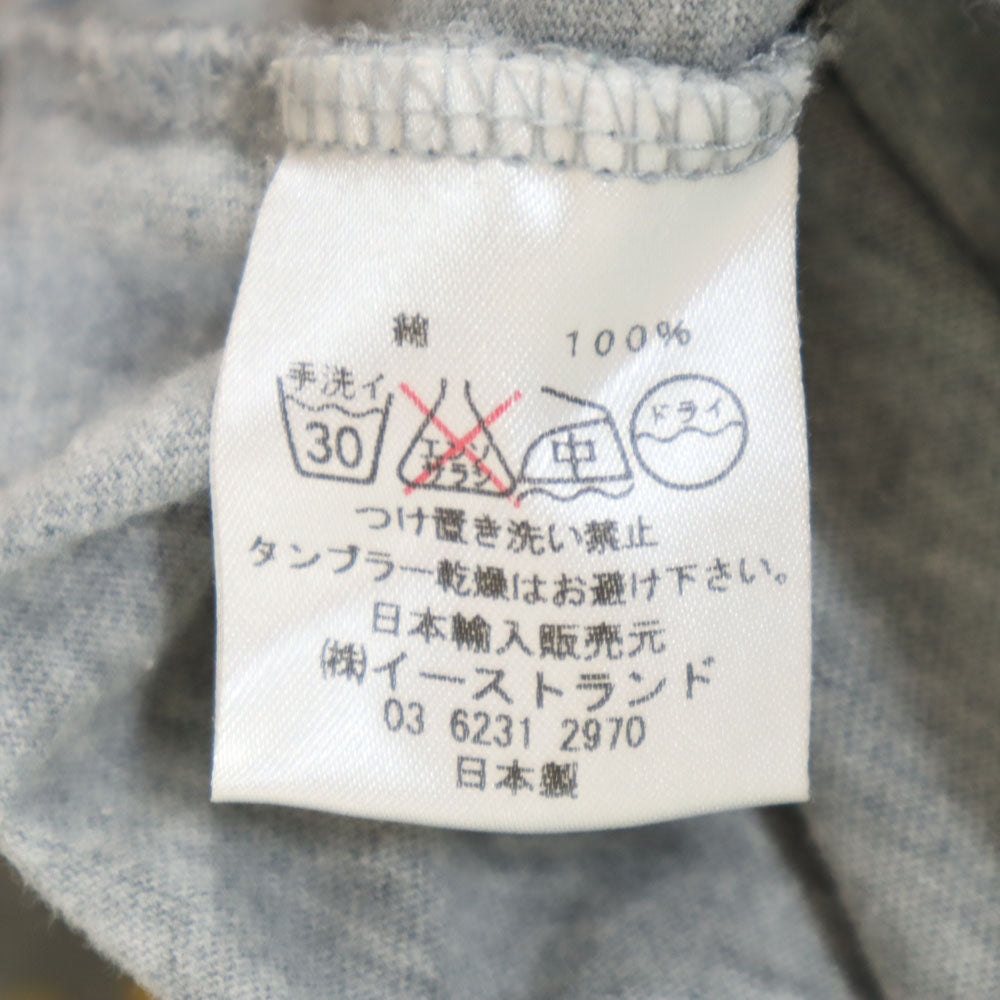 綿 100%
手洗イ 30 エンソ サラシ 中 ドライ
つけ置き洗い禁止
タンブラー乾燥はお避け下さい。
日本輸入販売元
(株)イーストランド
03 6231 2970
日本製